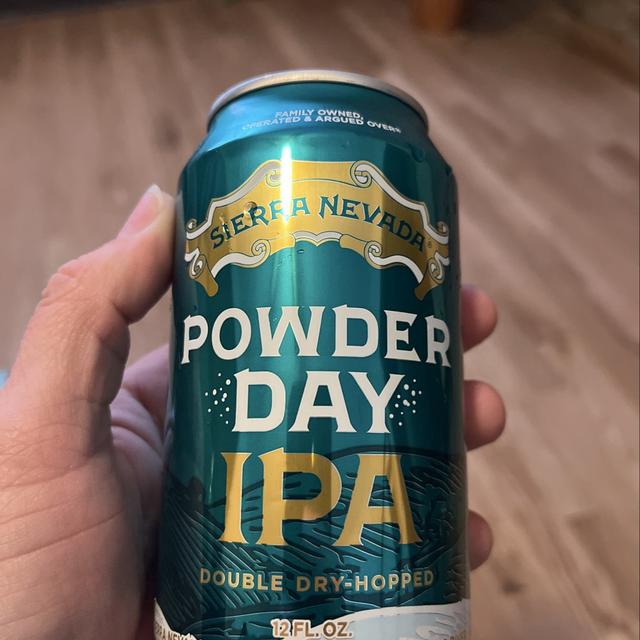 FAMILY OWNED,
OPERATED & ARGUED OVER®
SIERRA NEVADA®
POWDER
DAY
IPA
DOUBLE DRY-HOPPED
12 FL. OZ.